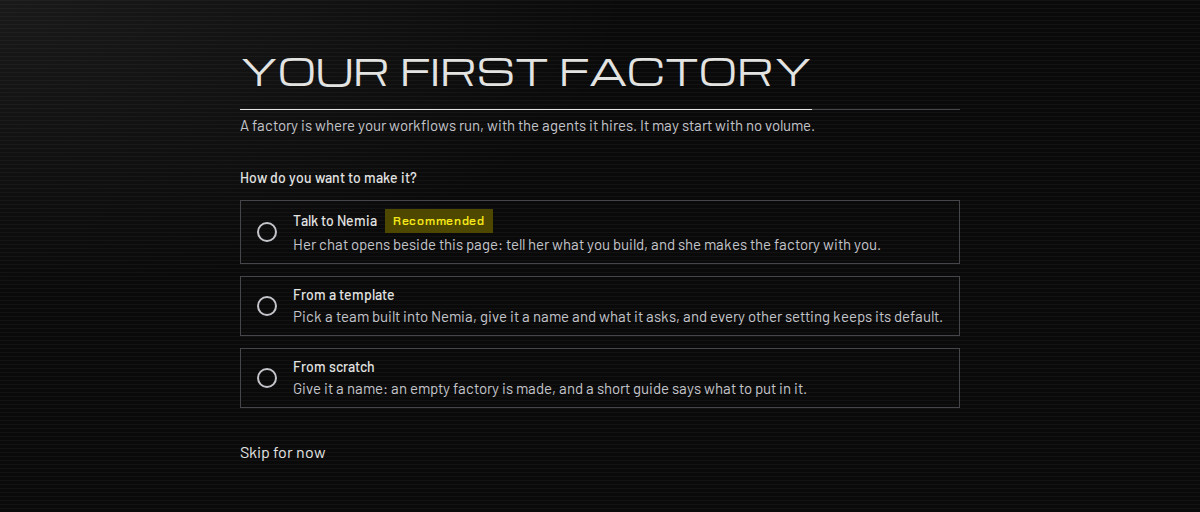 YOUR FIRST FACTORY
A factory is where your workflows run, with the agents it hires. It may start with no volume.
How do you want to make it?
Talk to Nemia Recommended
Her chat opens beside this page: tell her what you build, and she makes the factory with you.
From a template
Pick a team built into Nemia, give it a name and what it asks, and every other setting keeps its default.
From scratch
Give it a name: an empty factory is made, and a short guide says what to put in it.
Skip for now